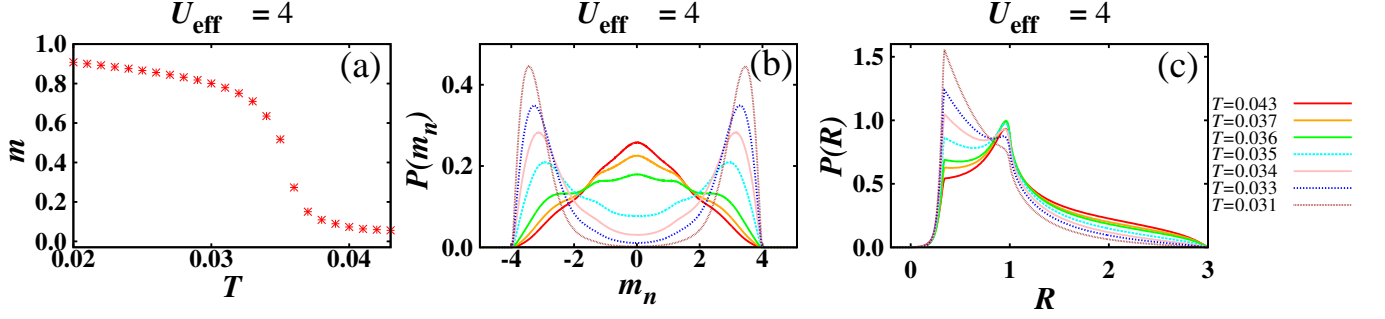 U_eff = 4
(a)
m
1.0
0.8
0.6
0.4
0.2
0.0
0.02 0.03 0.04
T
U_eff = 4
(b)
P(m_n)
0.4
0.2
0.0
-4 -2 0 2 4
m_n
U_eff = 4
(c)
P(R)
1.5
1.0
0.5
0.0
0 1 2 3
R
T=0.043
T=0.037
T=0.036
T=0.035
T=0.034
T=0.033
T=0.031